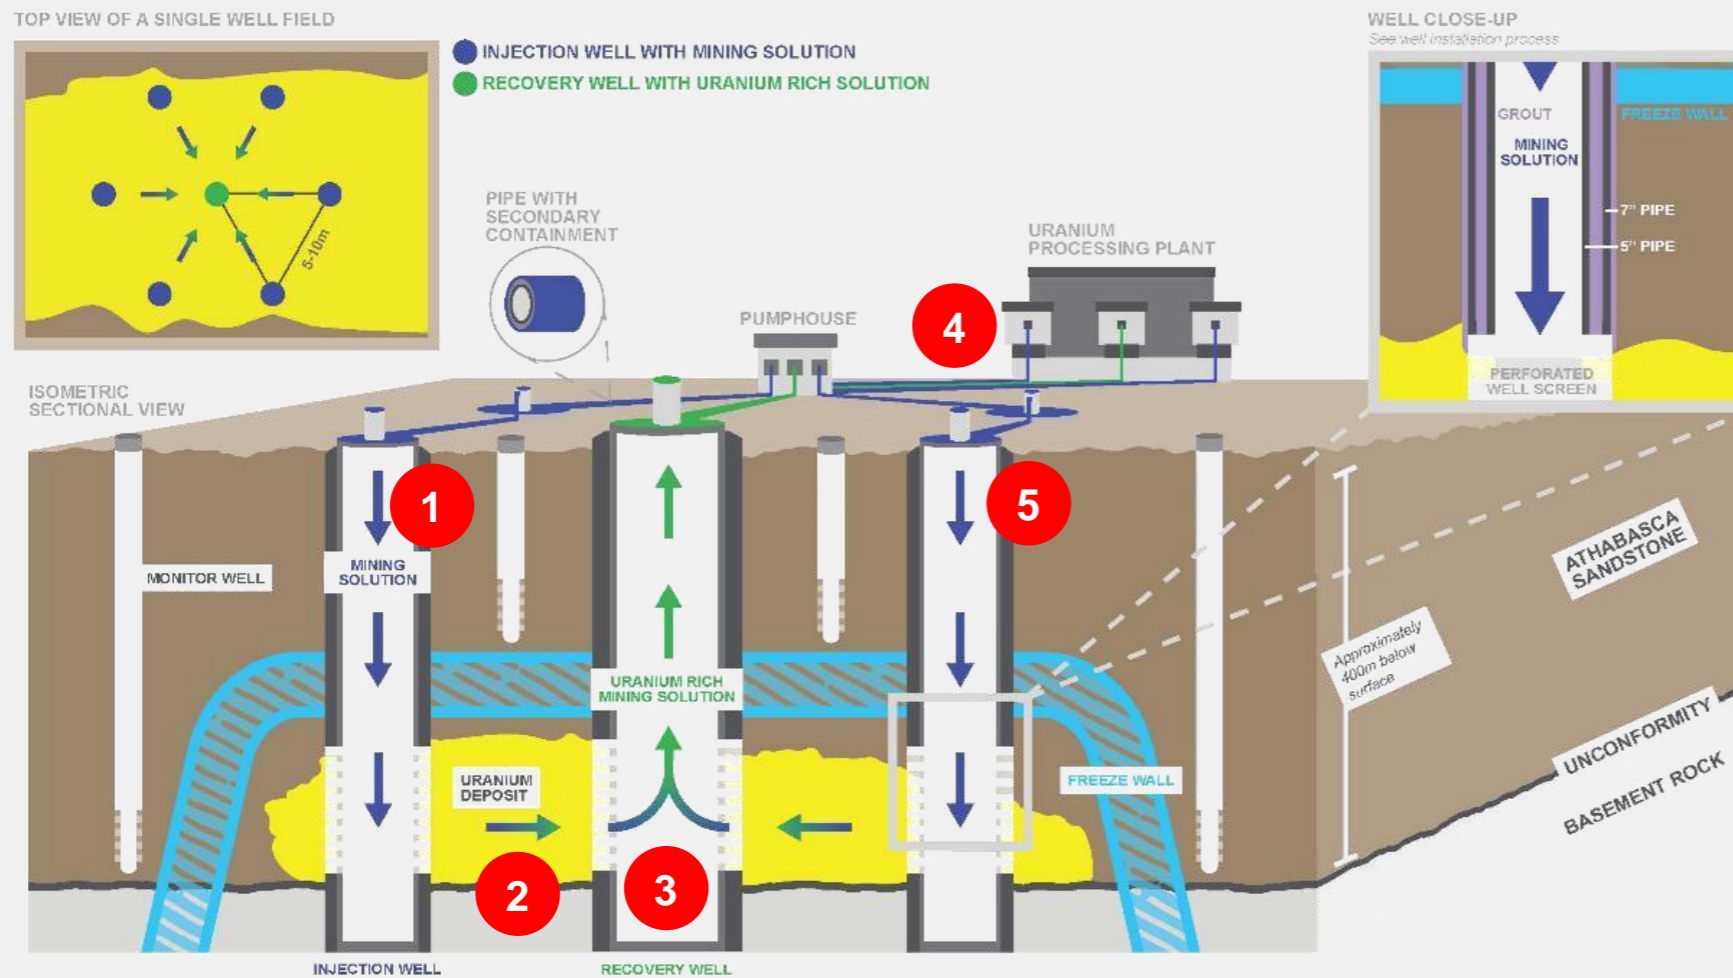 TOP VIEW OF A SINGLE WELL FIELD
5-10m
INJECTION WELL WITH MINING SOLUTION
RECOVERY WELL WITH URANIUM RICH SOLUTION
WELL CLOSE-UP
See well installation process
GROUT
FREEZE WALL
MINING
SOLUTION
7" PIPE
5" PIPE
PERFORATED
WELL SCREEN
PIPE WITH
SECONDARY
CONTAINMENT
PUMPHOUSE
URANIUM
PROCESSING PLANT
4
ISOMETRIC
SECTIONAL VIEW
1
5
MONITOR WELL
MINING
SOLUTION
URANIUM RICH
MINING SOLUTION
URANIUM
DEPOSIT
FREEZE WALL
2
3
ATHABASCA
SANDSTONE
Approximately
400m below
surface
UNCONFORMITY
BASEMENT ROCK
INJECTION WELL
RECOVERY WELL